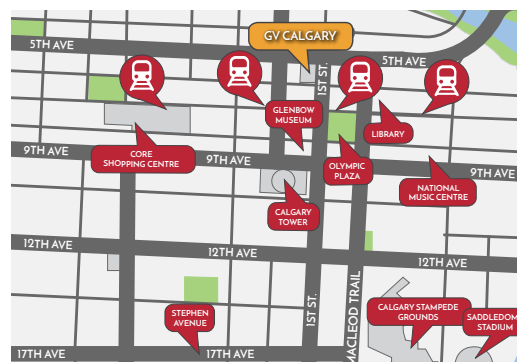 GV CALGARY
5TH AVE
5TH AVE
1ST ST.
GLENBOW
MUSEUM
LIBRARY
CORE
SHOPPING CENTRE
9TH AVE
9TH AVE
9TH AVE
OLYMPIC
PLAZA
NATIONAL
MUSIC CENTRE
CALGARY
TOWER
12TH AVE
12TH AVE
12TH AVE
MACLEOD TRAIL
1ST ST.
STEPHEN
AVENUE
CALGARY STAMPEDE
GROUNDS
SADDLEDOM
STADIUM
17TH AVE
17TH AVE